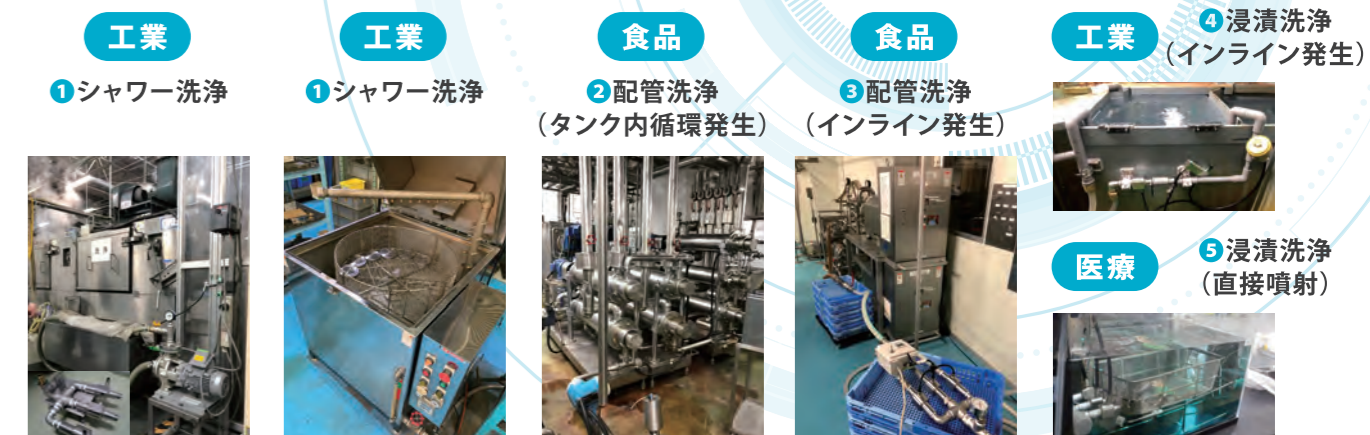 工業
❶シャワー洗浄
工業
❶シャワー洗浄
食品
❷配管洗浄
（タンク内循環発生）
食品
❸配管洗浄
（インライン発生）
工業
❹浸漬洗浄
（インライン発生）
医療
❺浸漬洗浄
（直接噴射）